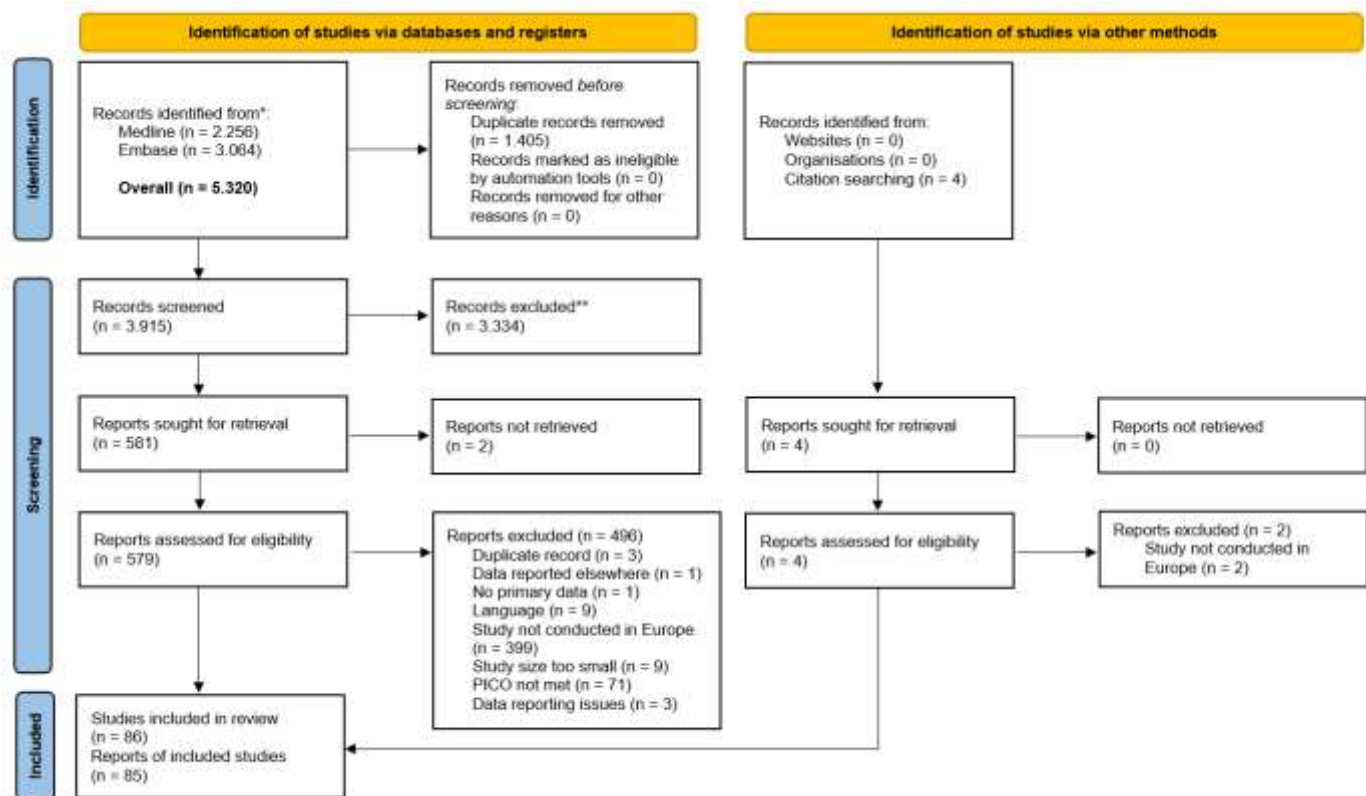 Identification of studies via databases and registers
Identification of studies via other methods
Identification
Records identified from*:
Medline (n = 2.256)
Embase (n = 3.064)
Overall (n = 5.320)
Records removed before
screening:
Duplicate records removed
(n = 1.405)
Records marked as ineligible
by automation tools (n = 0)
Records removed for other
reasons (n = 0)
Records identified from:
Websites (n = 0)
Organisations (n = 0)
Citation searching (n = 4)
Screening
Records screened
(n = 3.915)
Records excluded**
(n = 3.334)
Reports sought for retrieval
(n = 581)
Reports not retrieved
(n = 2)
Reports sought for retrieval
(n = 4)
Reports not retrieved
(n = 0)
Reports assessed for eligibility
(n = 579)
Reports excluded (n = 496)
Duplicate record (n = 3)
Data reported elsewhere (n = 1)
No primary data (n = 1)
Language (n = 9)
Study not conducted in Europe
(n = 399)
Study size too small (n = 9)
PICO not met (n = 71)
Data reporting issues (n = 3)
Reports assessed for eligibility
(n = 4)
Reports excluded (n = 2)
Study not conducted in
Europe (n = 2)
Included
Studies included in review
(n = 86)
Reports of included studies
(n = 85)